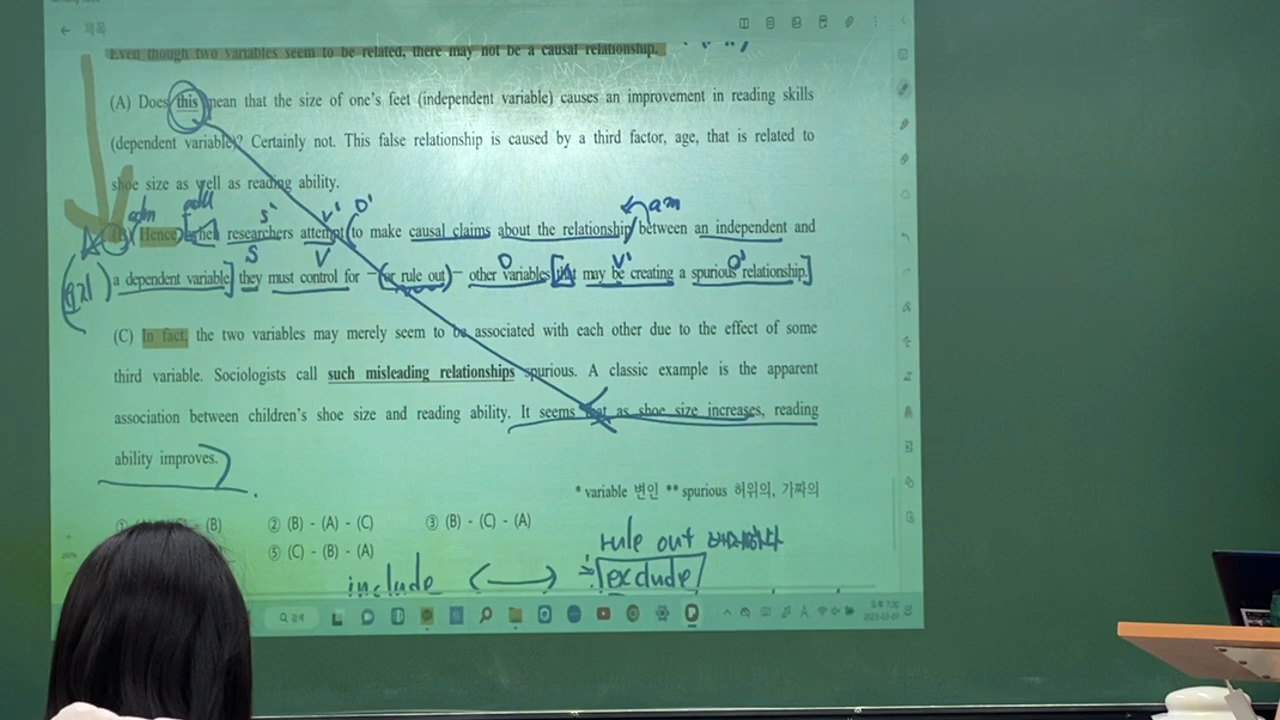 제목
Even though two variables seem to be related, there may not be a causal relationship.
(A) Does this mean that the size of one's feet (independent variable) causes an improvement in reading skills
(dependent variable)? Certainly not. This false relationship is caused by a third factor, age, that is related to
shoe size as well as reading ability.
S' V' O'
(B) Hence when researchers attempt to make causal claims about the relationship between an independent and
S V O V' O'
a dependent variable] they must control for – (or rule out) – other variables [that may be creating a spurious relationship.]
(C) In fact, the two variables may merely seem to be associated with each other due to the effect of some
third variable. Sociologists call such misleading relationships spurious. A classic example is the apparent
association between children's shoe size and reading ability. It seems that as shoe size increases, reading
ability improves.
* variable 변인 ** spurious 허위의, 가짜의
(B) ② (B) - (A) - (C) ③ (B) - (C) - (A)
⑤ (C) - (B) - (A)
rule out 배제하다
include ↔ exclude
검색